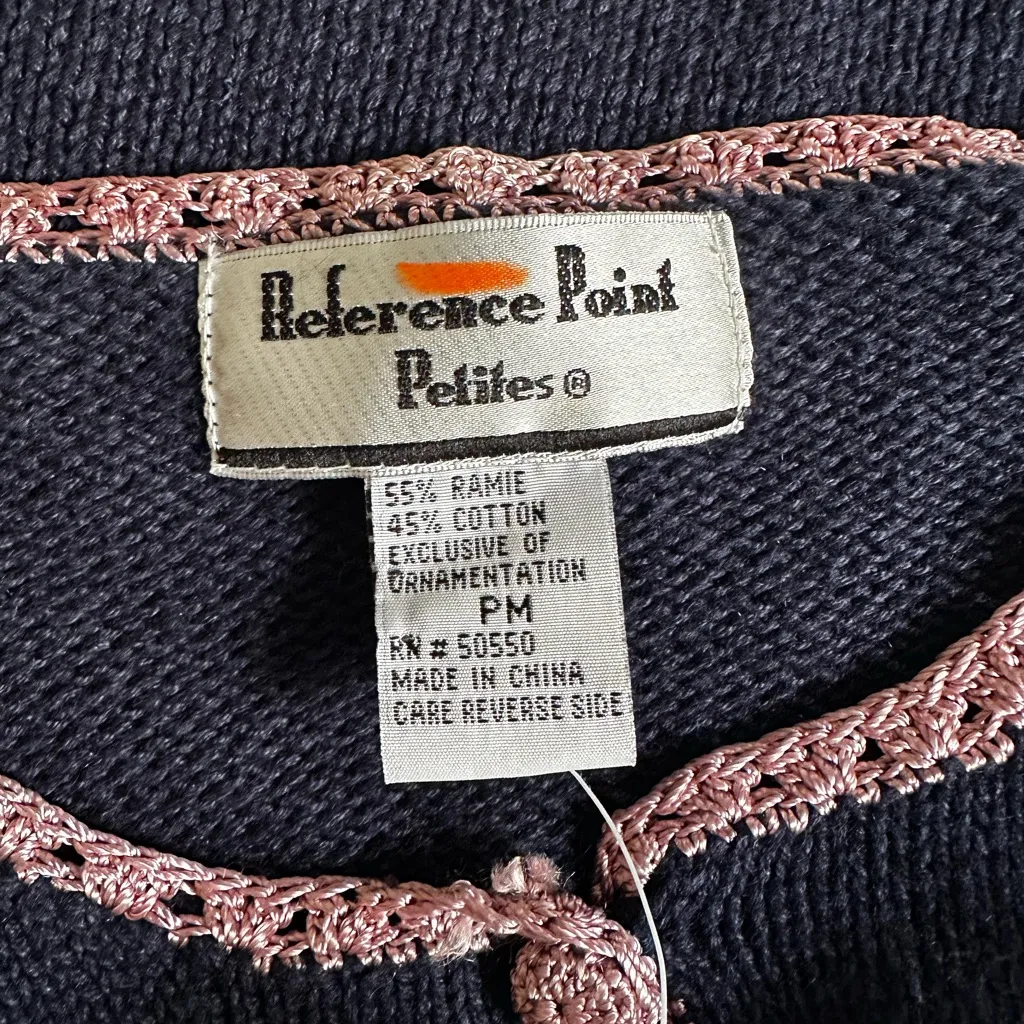 Reference Point
Petites ®
55% RAMIE
45% COTTON
EXCLUSIVE OF
ORNAMENTATION
PM
RN # 50550
MADE IN CHINA
CARE REVERSE SIDE